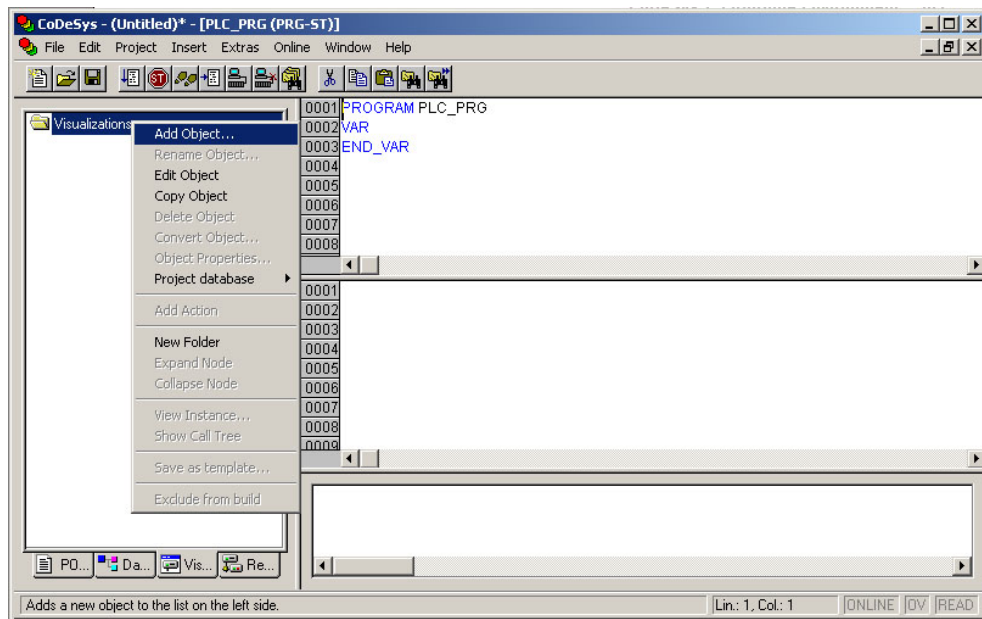 CoDeSys - (Untitled)* - [PLC_PRG (PRG-ST)]
File Edit Project Insert Extras Online Window Help
Visualizations
Add Object...
Rename Object...
Edit Object
Copy Object
Delete Object
Convert Object...
Object Properties...
Project database
Add Action
New Folder
Expand Node
Collapse Node
View Instance...
Show Call Tree
Save as template...
Exclude from build
0001 PROGRAM PLC_PRG
0002 VAR
0003 END_VAR
0004
0005
0006
0007
0008
0001
0002
0003
0004
0005
0006
0007
0008
0009
PO... Da... Vis... Re...
Adds a new object to the list on the left side.
Lin.: 1, Col.: 1 ONLINE OV READ